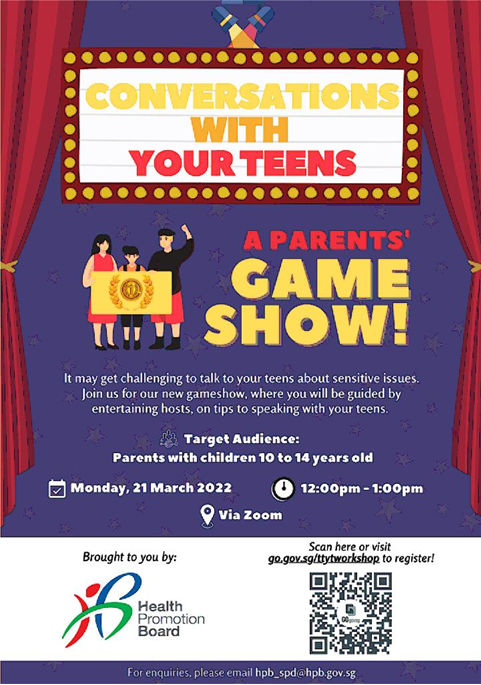 CONVERSATIONS
WITH
YOUR TEENS
A PARENTS'
GAME
SHOW!
It may get challenging to talk to your teens about sensitive issues.
Join us for our new gameshow, where you will be guided by
entertaining hosts, on tips to speaking with your teens.
Target Audience:
Parents with children 10 to 14 years old
Monday, 21 March 2022
12:00pm - 1:00pm
Via Zoom
Brought to you by:
Health
Promotion
Board
Scan here or visit
go.gov.sg/ttytworkshop to register!
For enquiries, please email hpb_spd@hpb.gov.sg